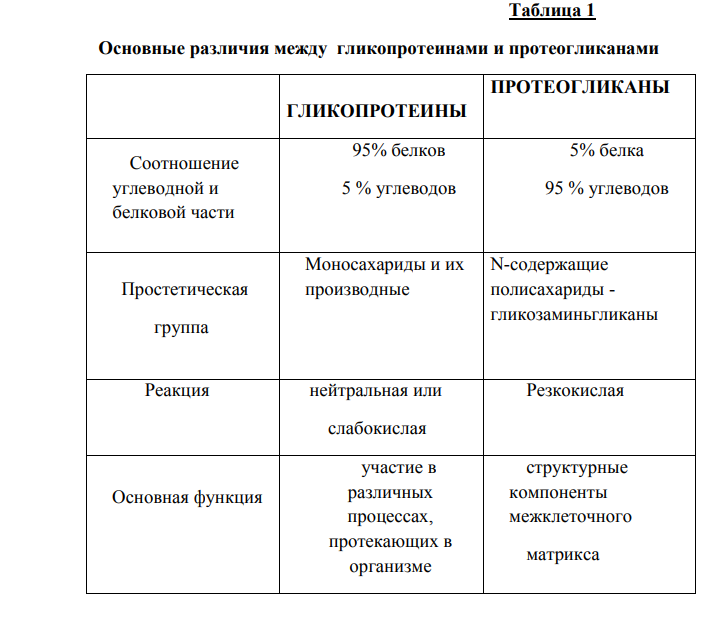 Таблица 1
Основные различия между гликопротеинами и протеогликанами
ГЛИКОПРОТЕИНЫ
ПРОТЕОГЛИКАНЫ
Соотношение
углеводной и
белковой части
95% белков
5 % углеводов
5% белка
95 % углеводов
Простетическая
группа
Моносахариды и их
производные
N-содержащие
полисахариды -
гликозаминьгликаны
Реакция
нейтральная или
слабокислая
Резкокислая
Основная функция
участие в
различных
процессах,
протекающих в
организме
структурные
компоненты
межклеточного
матрикса